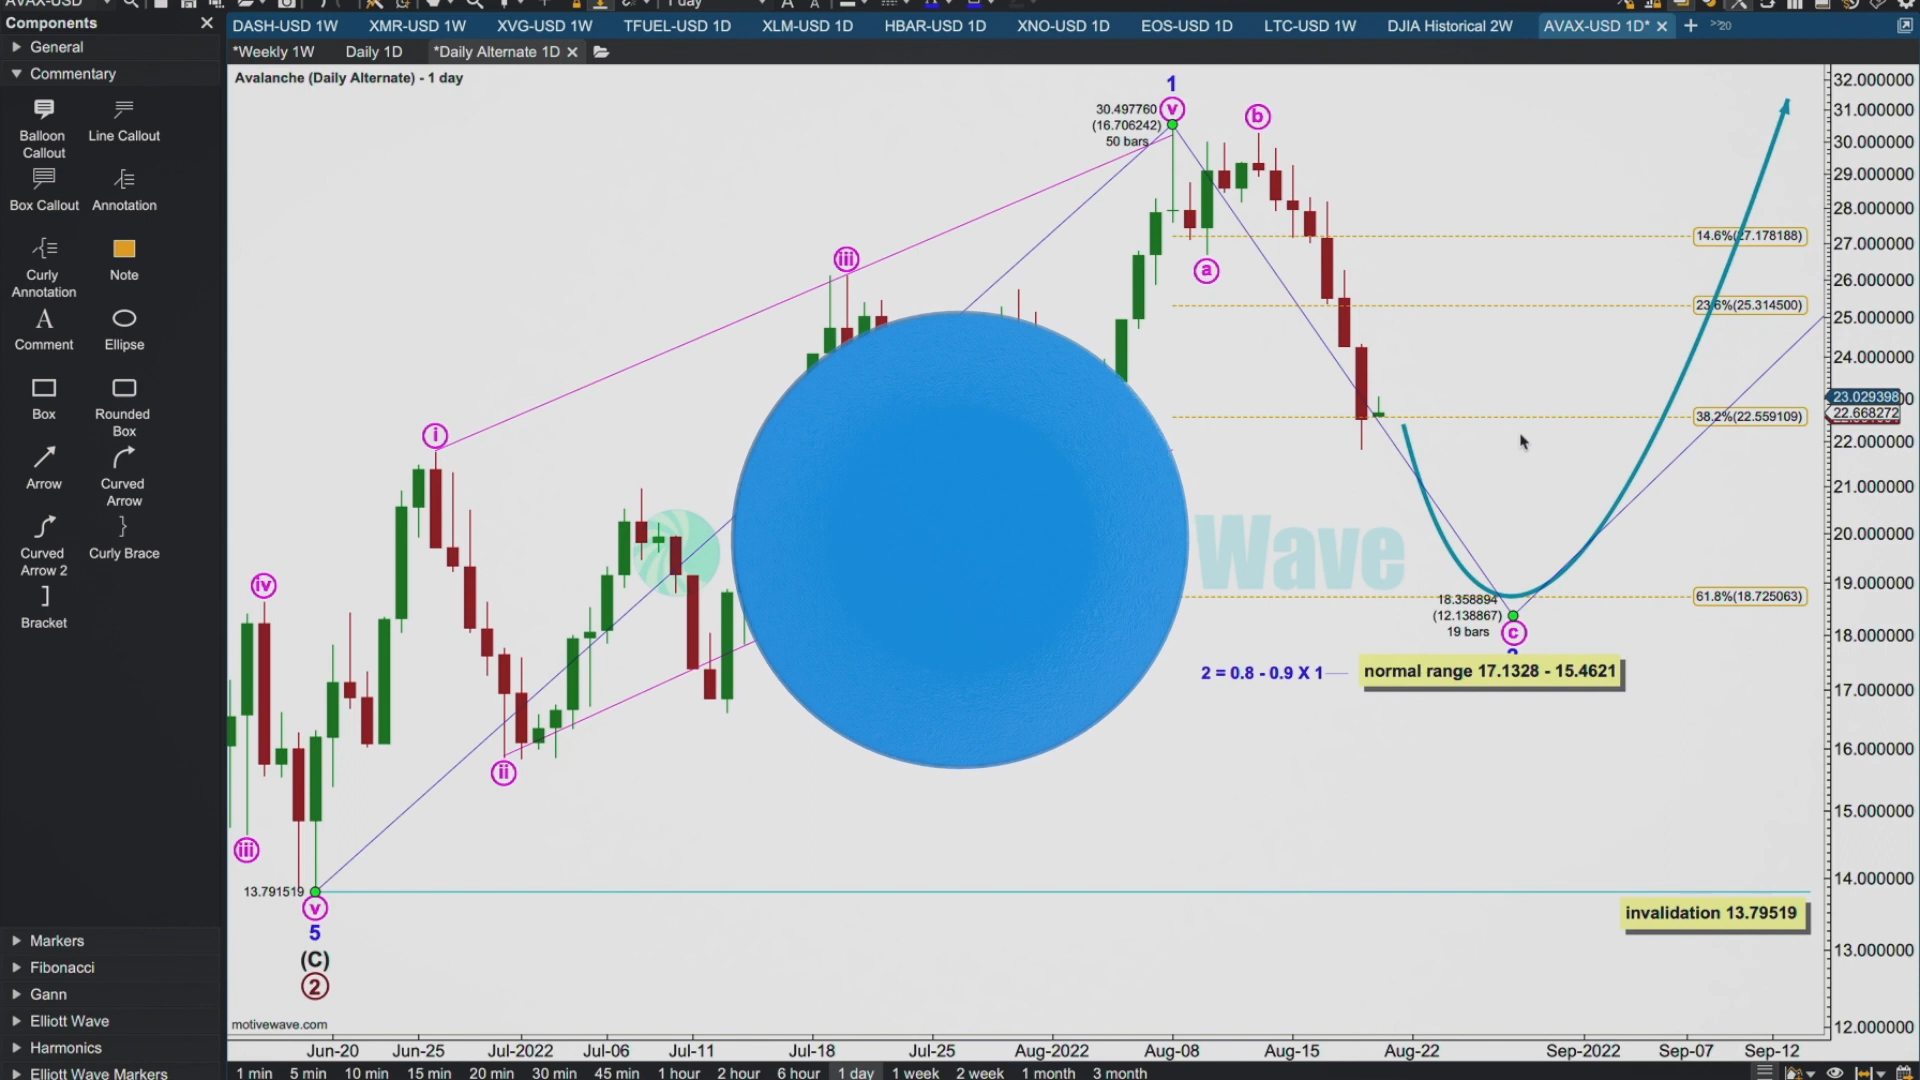 AVAX-USD
1 day
Components
DASH-USD 1W
XMR-USD 1W
XVG-USD 1W
TFUEL-USD 1D
XLM-USD 1D
HBAR-USD 1D
XNO-USD 1D
EOS-USD 1D
LTC-USD 1W
DJIA Historical 2W
AVAX-USD 1D*
20
*Weekly 1W
Daily 1D
*Daily Alternate 1D
General
Commentary
Balloon Callout
Line Callout
Box Callout
Annotation
Curly Annotation
Note
Comment
Ellipse
Box
Rounded Box
Arrow
Curved Arrow
Curved Arrow 2
Curly Brace
Bracket
Markers
Fibonacci
Gann
Elliott Wave
Harmonics
Elliott Wave Markers
Avalanche (Daily Alternate) - 1 day
1
30.497760
(16.706242)
50 bars
v
b
iii
a
i
iv
ii
iii
14.6%(27.178188)
23.6%(25.314500)
38.2%(22.559109)
61.8%(18.725063)
Wave
18.358894
(12.138867)
19 bars
c
2 = 0.8 - 0.9 X 1
normal range 17.1328 - 15.4621
13.791519
v
5
(C)
2
invalidation 13.79519
motivewave.com
32.000000
31.000000
30.000000
29.000000
28.000000
27.000000
26.000000
25.000000
24.000000
23.029398
22.668272
22.000000
21.000000
20.000000
19.000000
18.000000
17.000000
16.000000
15.000000
14.000000
13.000000
12.000000
Jun-20
Jun-25
Jul-2022
Jul-06
Jul-11
Jul-18
Jul-25
Aug-2022
Aug-08
Aug-15
Aug-22
Sep-2022
Sep-07
Sep-12
1 min
5 min
10 min
15 min
20 min
30 min
45 min
1 hour
2 hour
6 hour
1 day
1 week
2 week
1 month
3 month